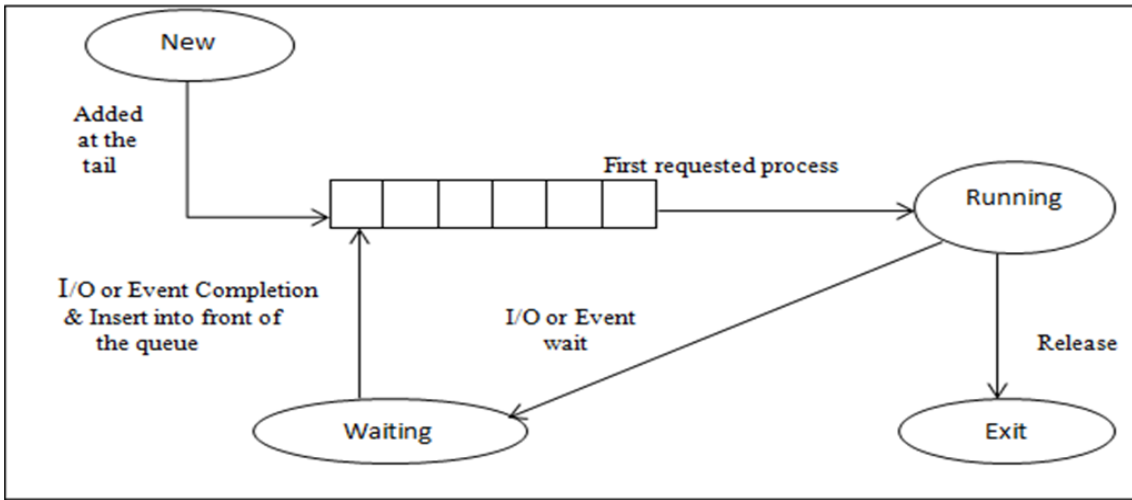 New
Added
at the
tail
First requested process
Running
I/O or Event Completion
& Insert into front of
the queue
I/O or Event
wait
Release
Waiting
Exit